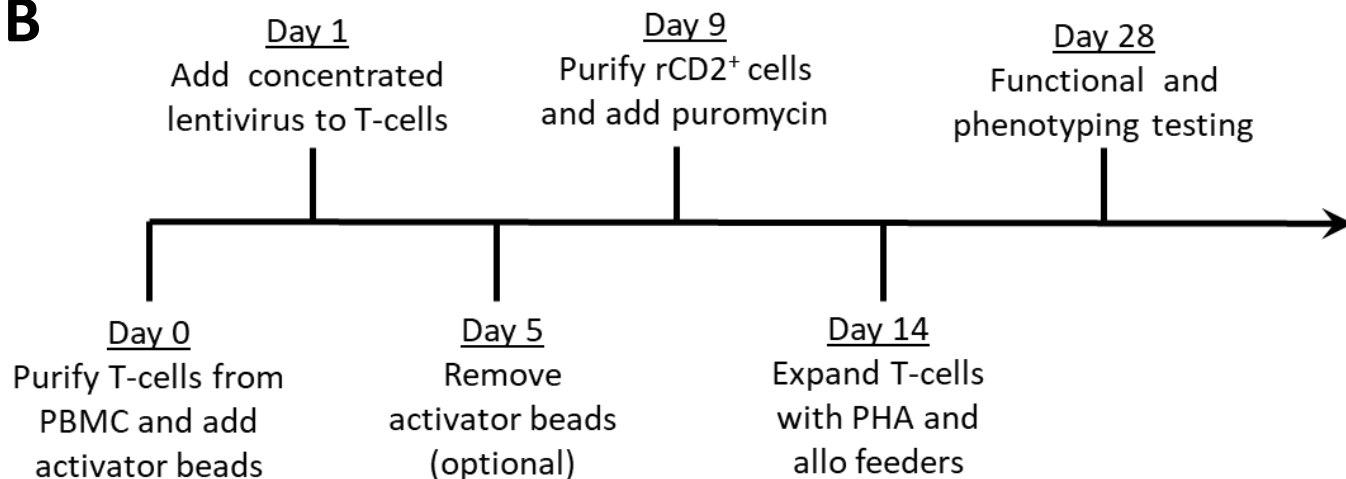 B
Day 1
Add concentrated
lentivirus to T-cells
Day 9
Purify rCD2⁺ cells
and add puromycin
Day 28
Functional and
phenotyping testing
Day 0
Purify T-cells from
PBMC and add
activator beads
Day 5
Remove
activator beads
(optional)
Day 14
Expand T-cells
with PHA and
allo feeders